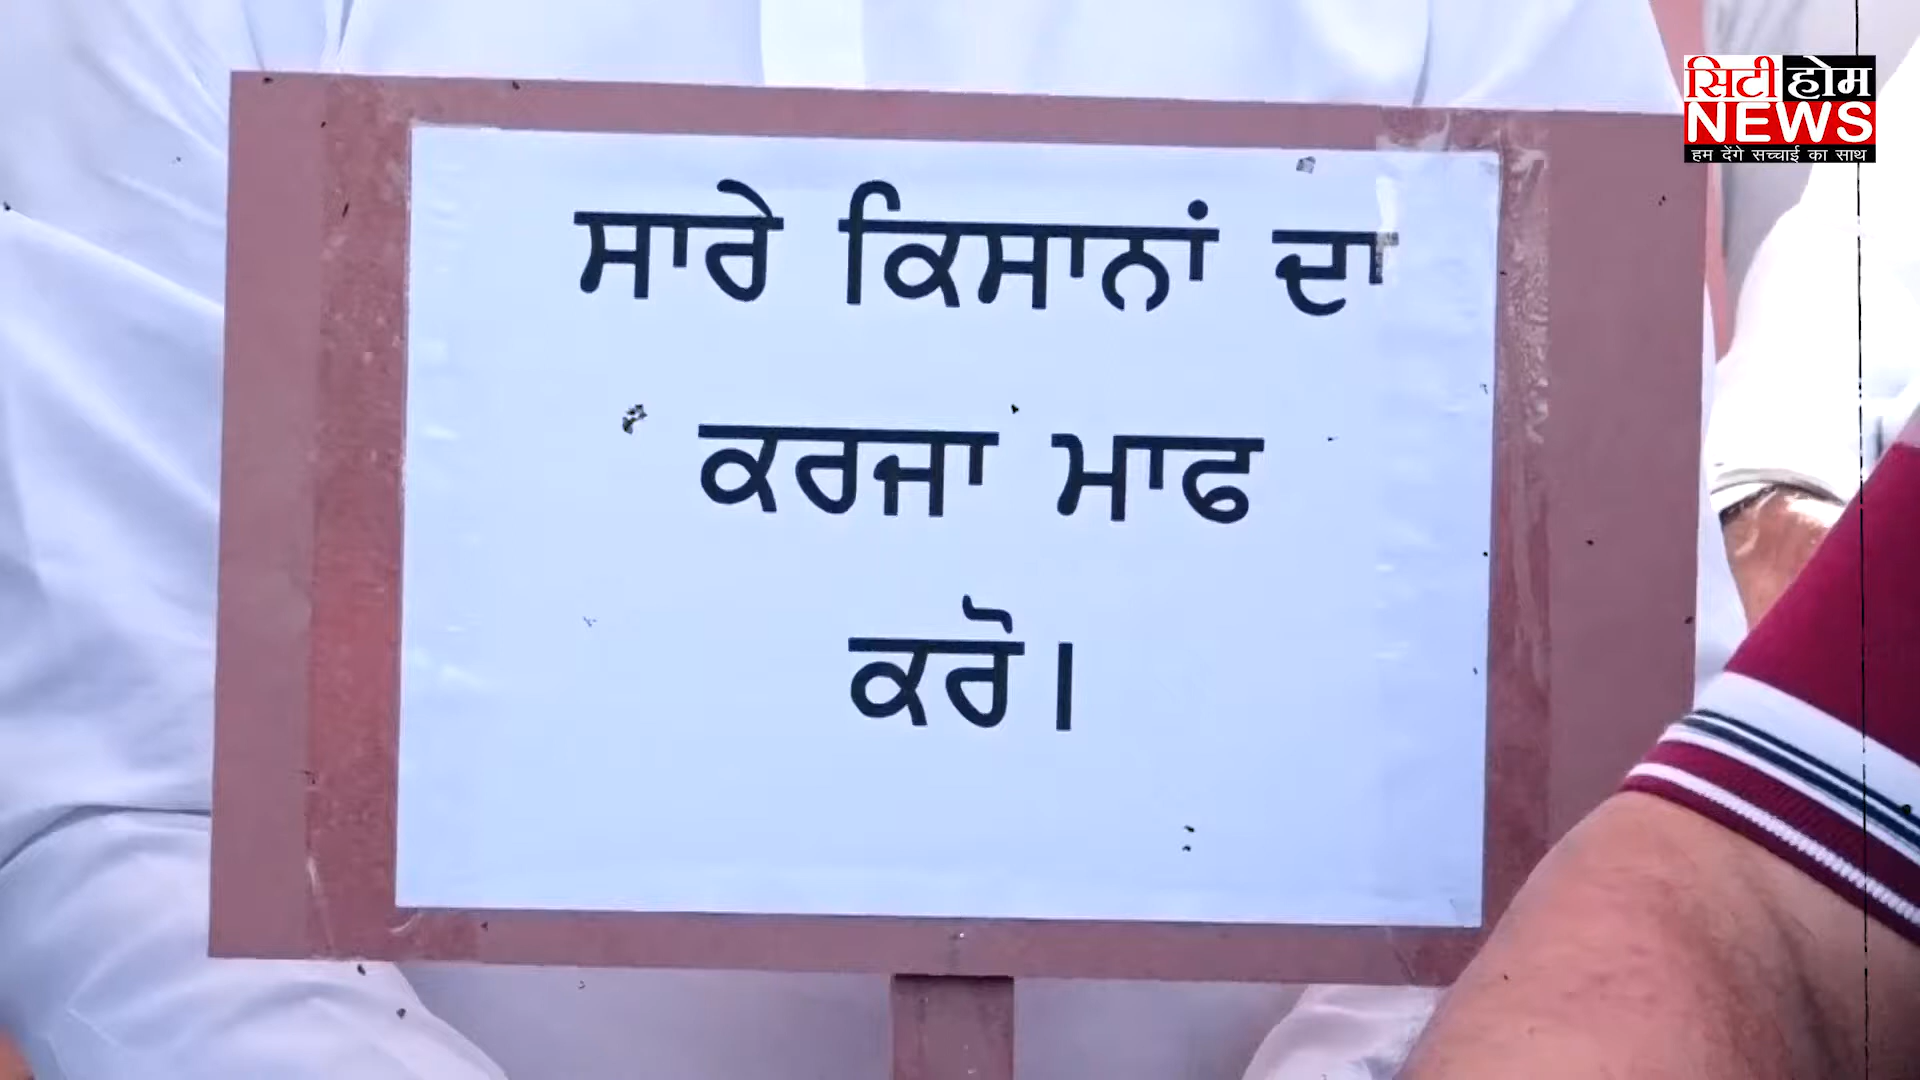 ਸਾਰੇ ਕਿਸਾਨਾਂ ਦਾ
ਕਰਜਾ ਮਾਫ
ਕਰੋ।
सिटी होम
NEWS
हम देंगे सच्चाई का साथ